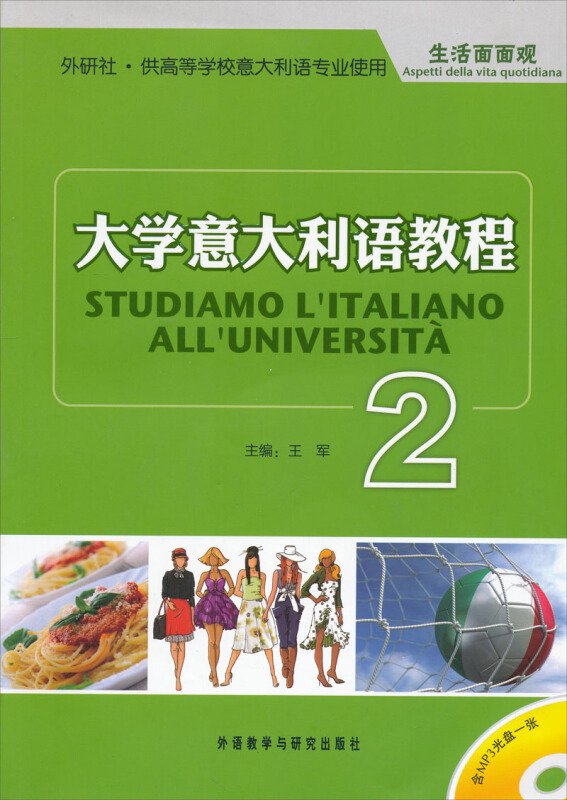 外研社·供高等学校意大利语专业使用
生活面面观
Aspetti della vita quotidiana
大学意大利语教程
STUDIAMO L'ITALIANO
ALL'UNIVERSITÀ
2
主编：王 军
外语教学与研究出版社
含MP3光盘一张